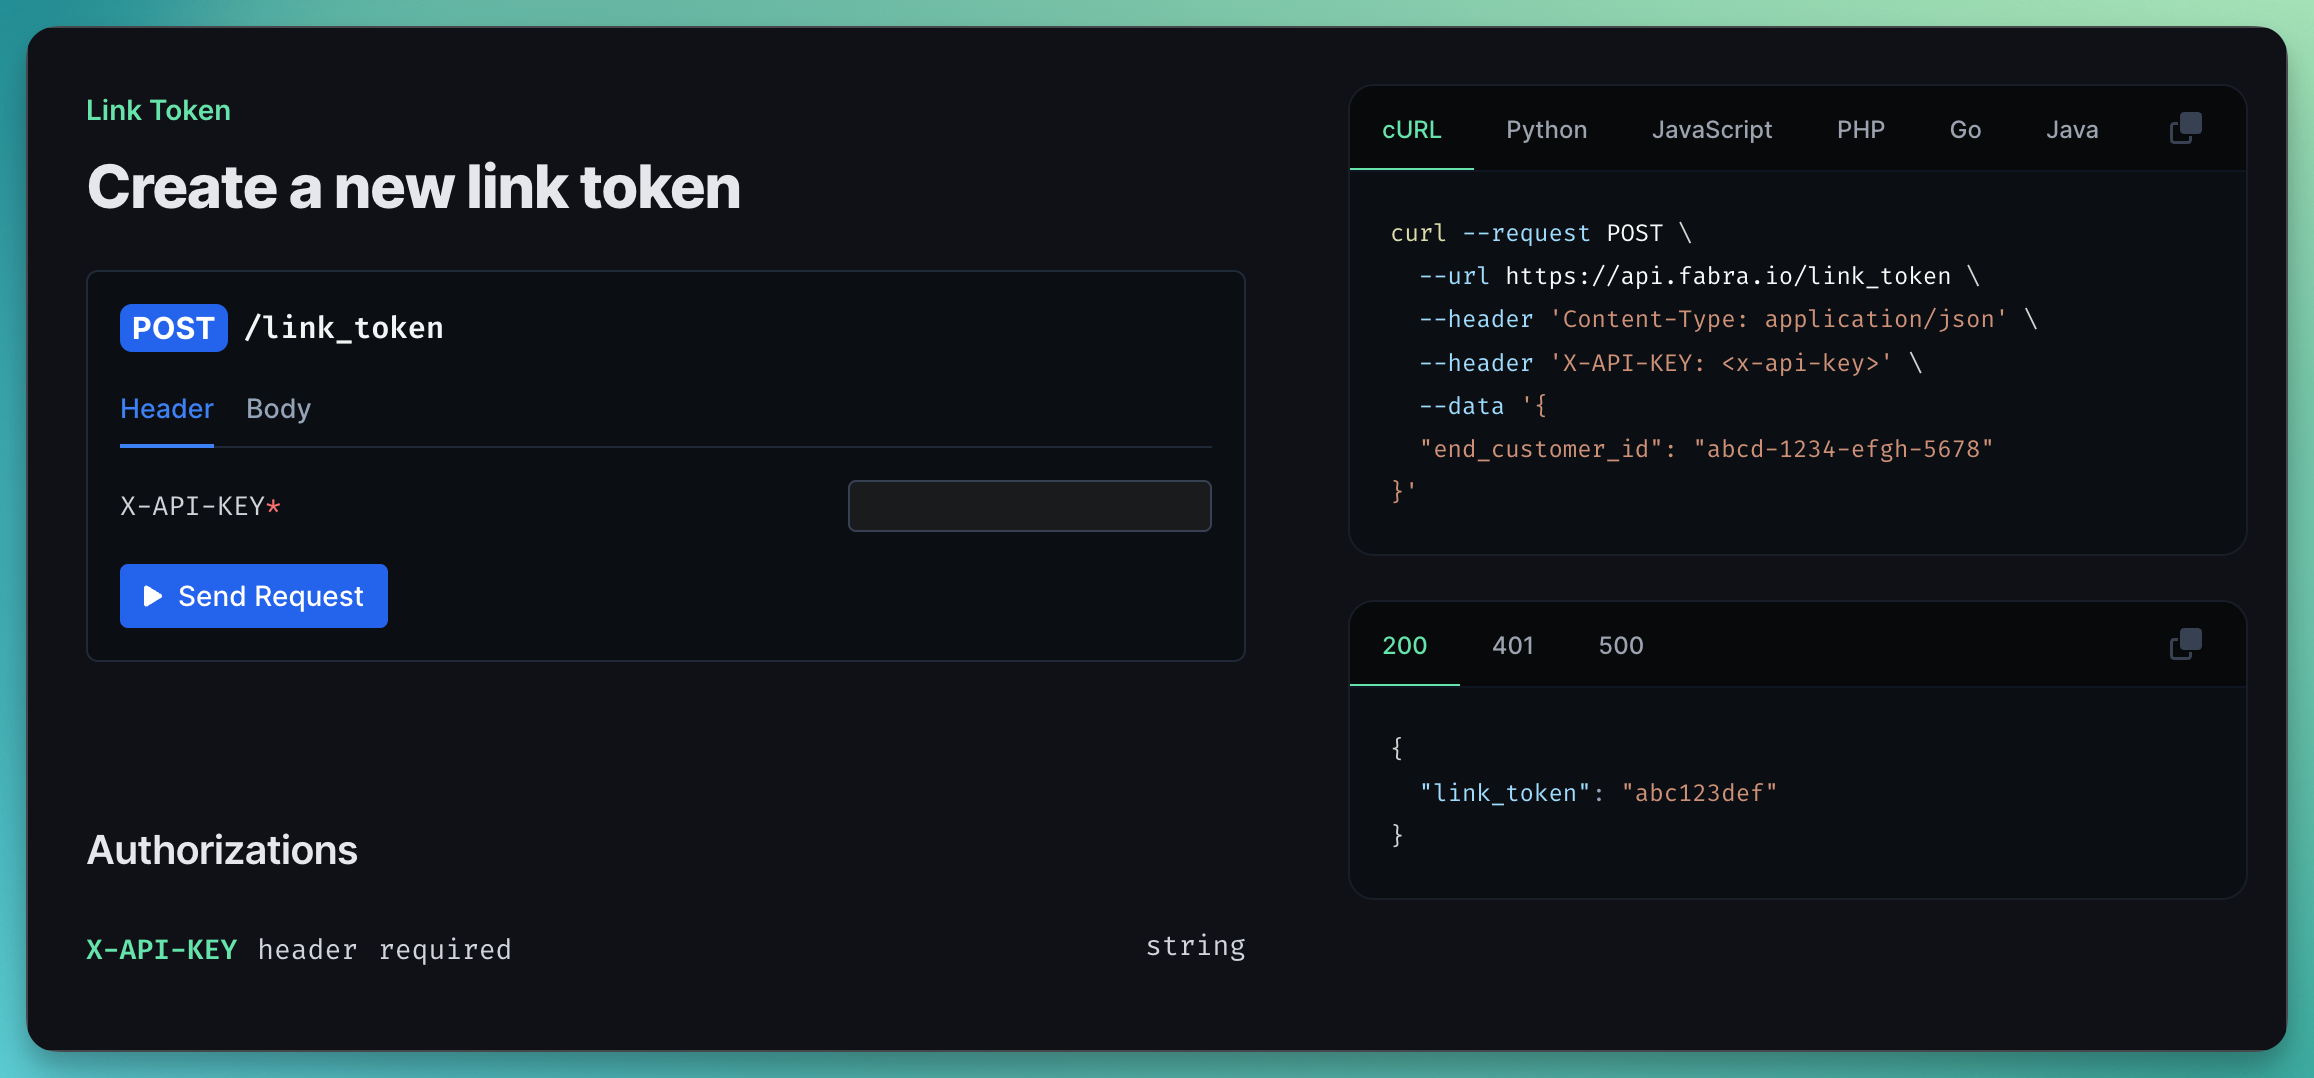 Link Token
Create a new link token
POST /link_token
Header Body
X-API-KEY*
Send Request
Authorizations
X-API-KEY header required string
cURL Python JavaScript PHP Go Java
curl --request POST \
  --url https://api.fabra.io/link_token \
  --header 'Content-Type: application/json' \
  --header 'X-API-KEY: <x-api-key>' \
  --data '{
  "end_customer_id": "abcd-1234-efgh-5678"
}'
200 401 500
{
  "link_token": "abc123def"
}